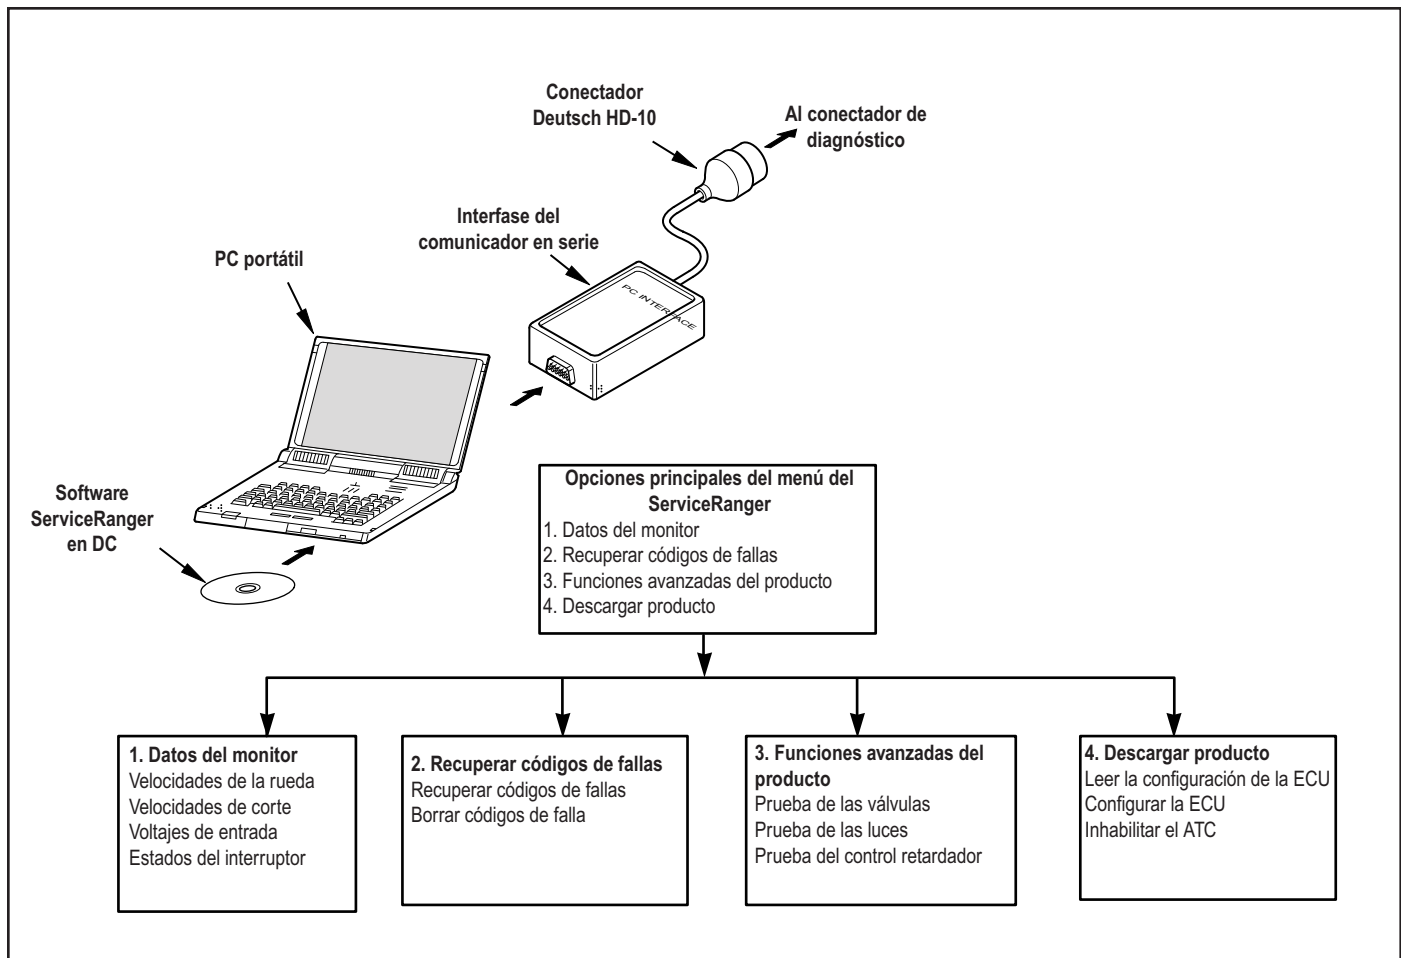 Conectador
Deutsch HD-10
Al conectador de
diagnóstico
Interfase del
comunicador en serie
PC portátil
PC INTERFACE
Software
ServiceRanger
en DC
Opciones principales del menú del
ServiceRanger
1. Datos del monitor
2. Recuperar códigos de fallas
3. Funciones avanzadas del producto
4. Descargar producto
1. Datos del monitor
Velocidades de la rueda
Velocidades de corte
Voltajes de entrada
Estados del interruptor
2. Recuperar códigos de fallas
Recuperar códigos de fallas
Borrar códigos de falla
3. Funciones avanzadas del
producto
Prueba de las válvulas
Prueba de las luces
Prueba del control retardador
4. Descargar producto
Leer la configuración de la ECU
Configurar la ECU
Inhabilitar el ATC